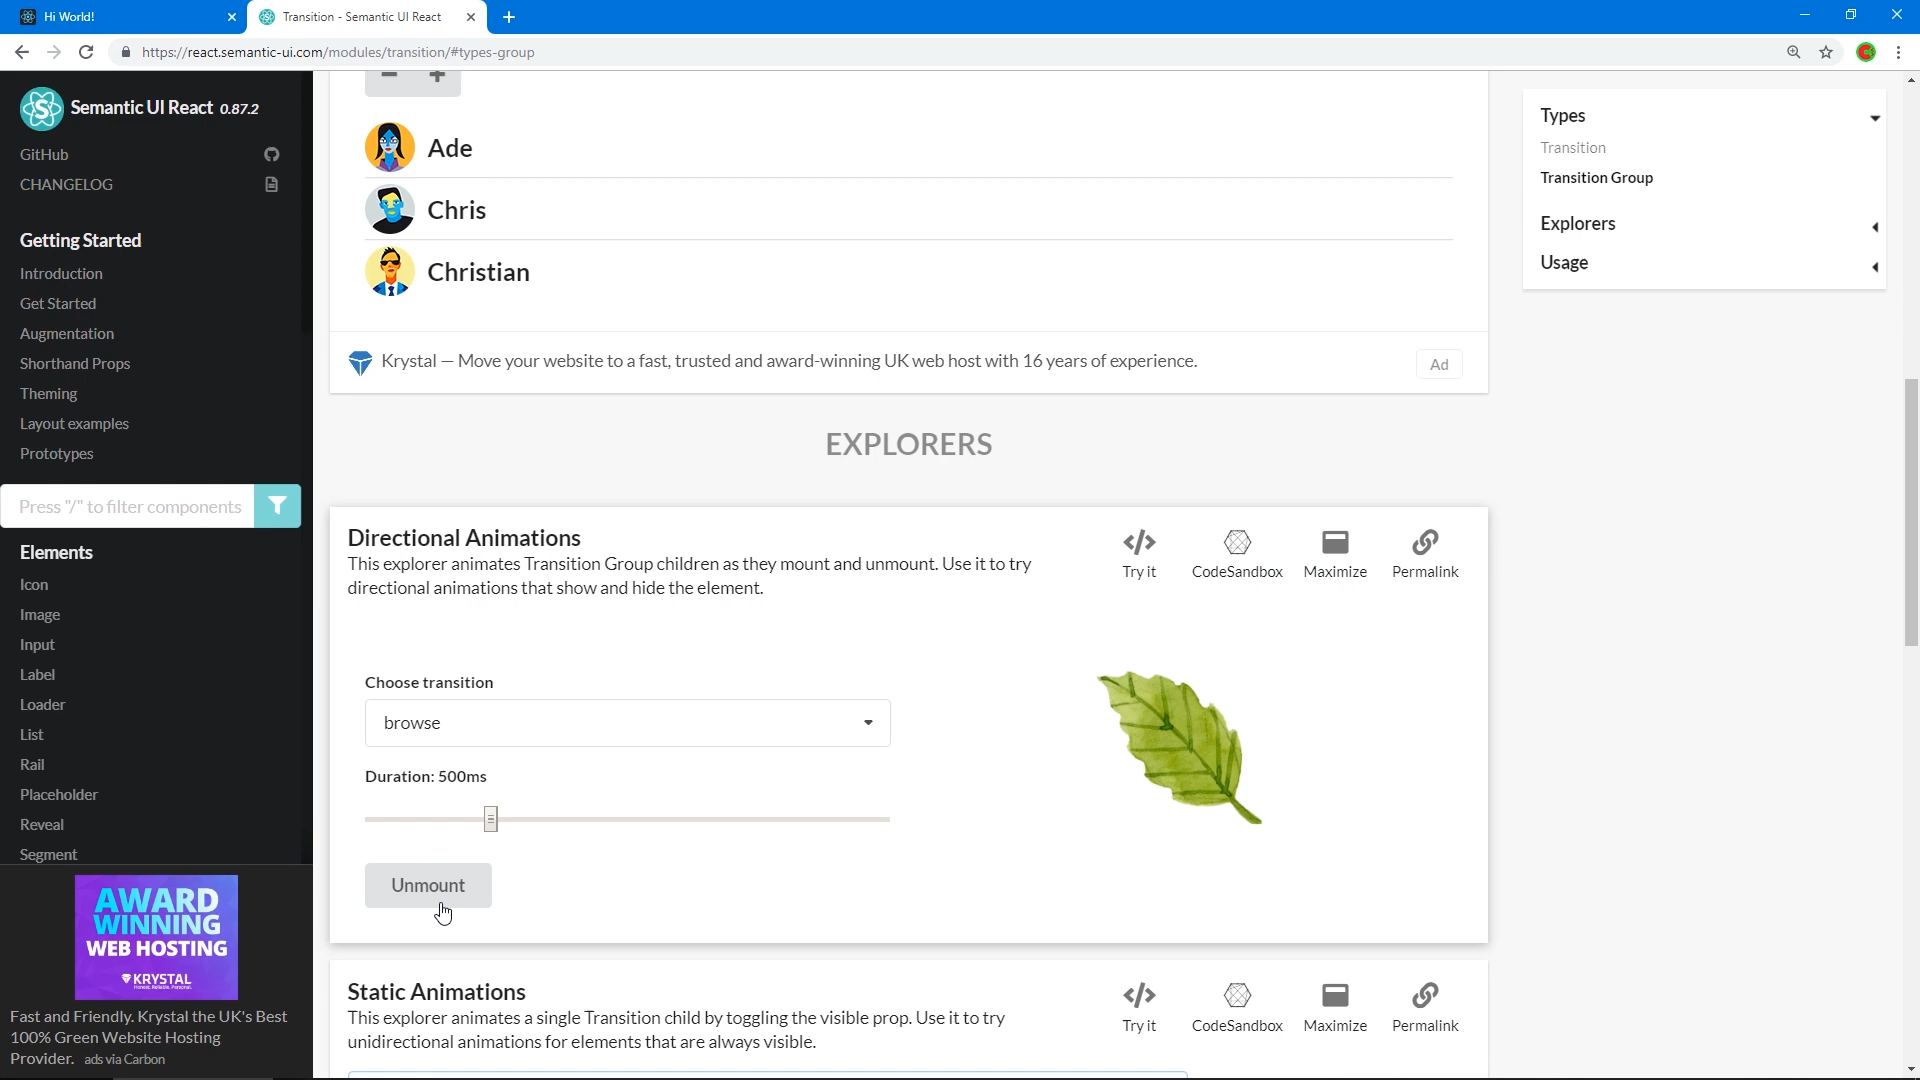 Hi World!
Transition - Semantic UI React
https://react.semantic-ui.com/modules/transition/#types-group
Semantic UI React 0.87.2
GitHub
CHANGELOG
Getting Started
Introduction
Get Started
Augmentation
Shorthand Props
Theming
Layout examples
Prototypes
Press "/" to filter components
Elements
Icon
Image
Input
Label
Loader
List
Rail
Placeholder
Reveal
Segment
AWARD
WINNING
WEB HOSTING
KRYSTAL
Fast and Friendly. Krystal the UK's Best
100% Green Website Hosting
Provider. ads via Carbon
Ade
Chris
Christian
Krystal — Move your website to a fast, trusted and award-winning UK web host with 16 years of experience.
Ad
EXPLORERS
Directional Animations
This explorer animates Transition Group children as they mount and unmount. Use it to try
directional animations that show and hide the element.
Try it
CodeSandbox
Maximize
Permalink
Choose transition
browse
Duration: 500ms
Unmount
Static Animations
This explorer animates a single Transition child by toggling the visible prop. Use it to try
unidirectional animations for elements that are always visible.
Try it
CodeSandbox
Maximize
Permalink
Types
Transition
Transition Group
Explorers
Usage